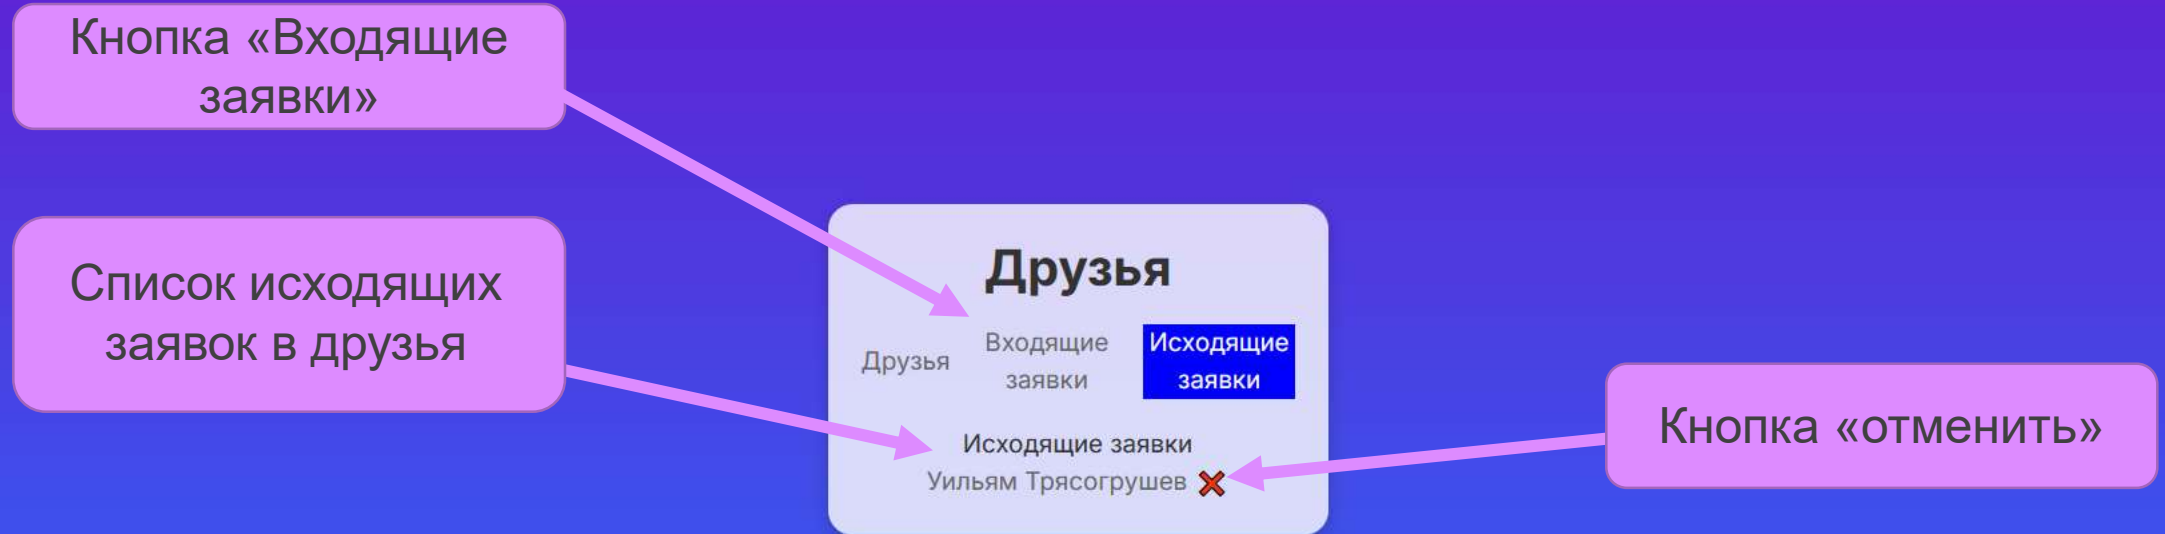 Кнопка «Входящие
заявки»
Список исходящих
заявок в друзья
Друзья
Друзья
Входящие
заявки
Исходящие
заявки
Исходящие заявки
Уильям Трясогрушев
Кнопка «отменить»